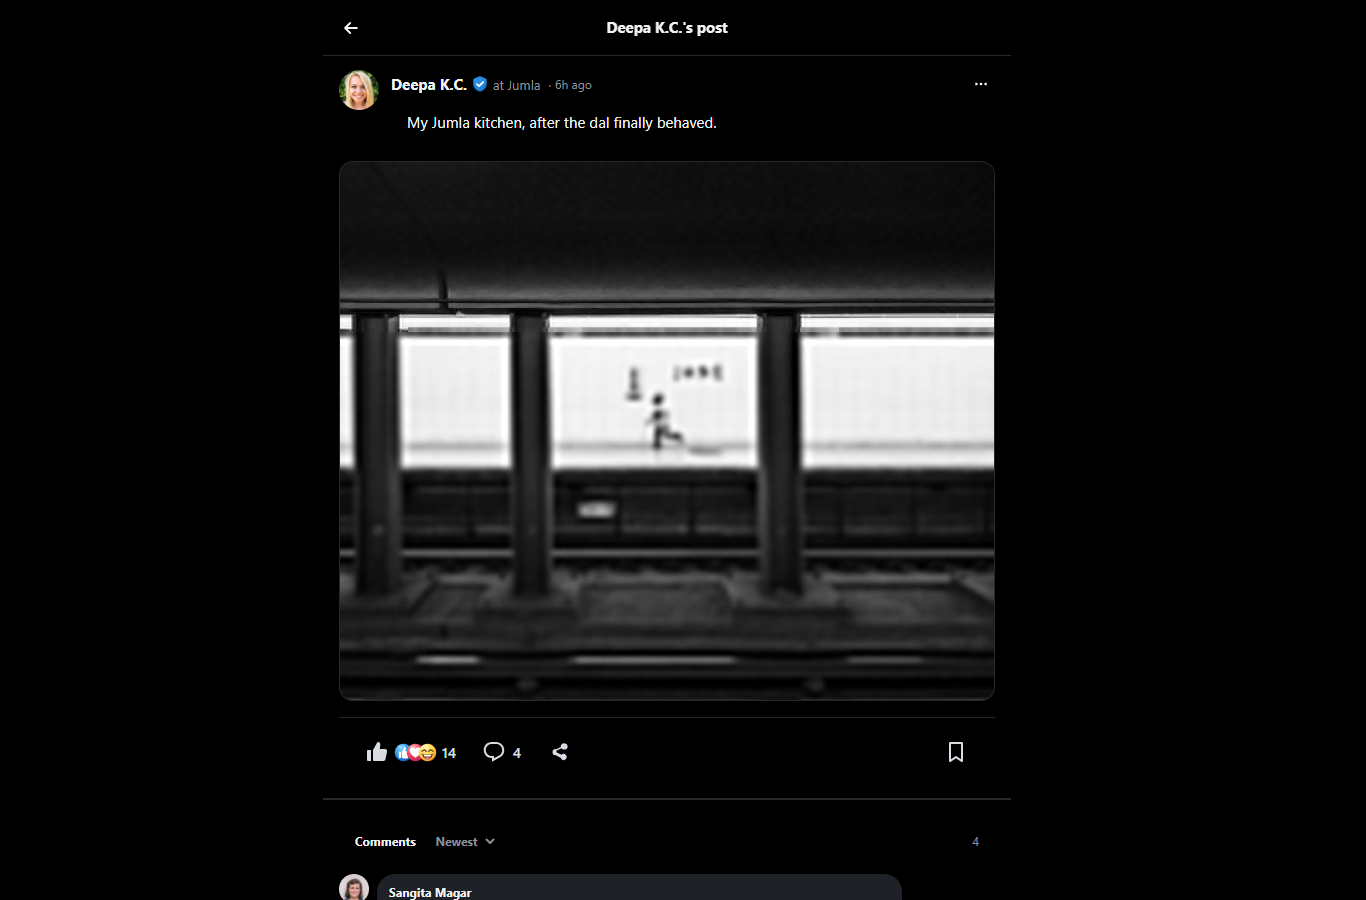 Deepa K.C.'s post
Deepa K.C. at Jumla · 6h ago
My Jumla kitchen, after the dal finally behaved.
14
4
Comments Newest 4
Sangita Magar